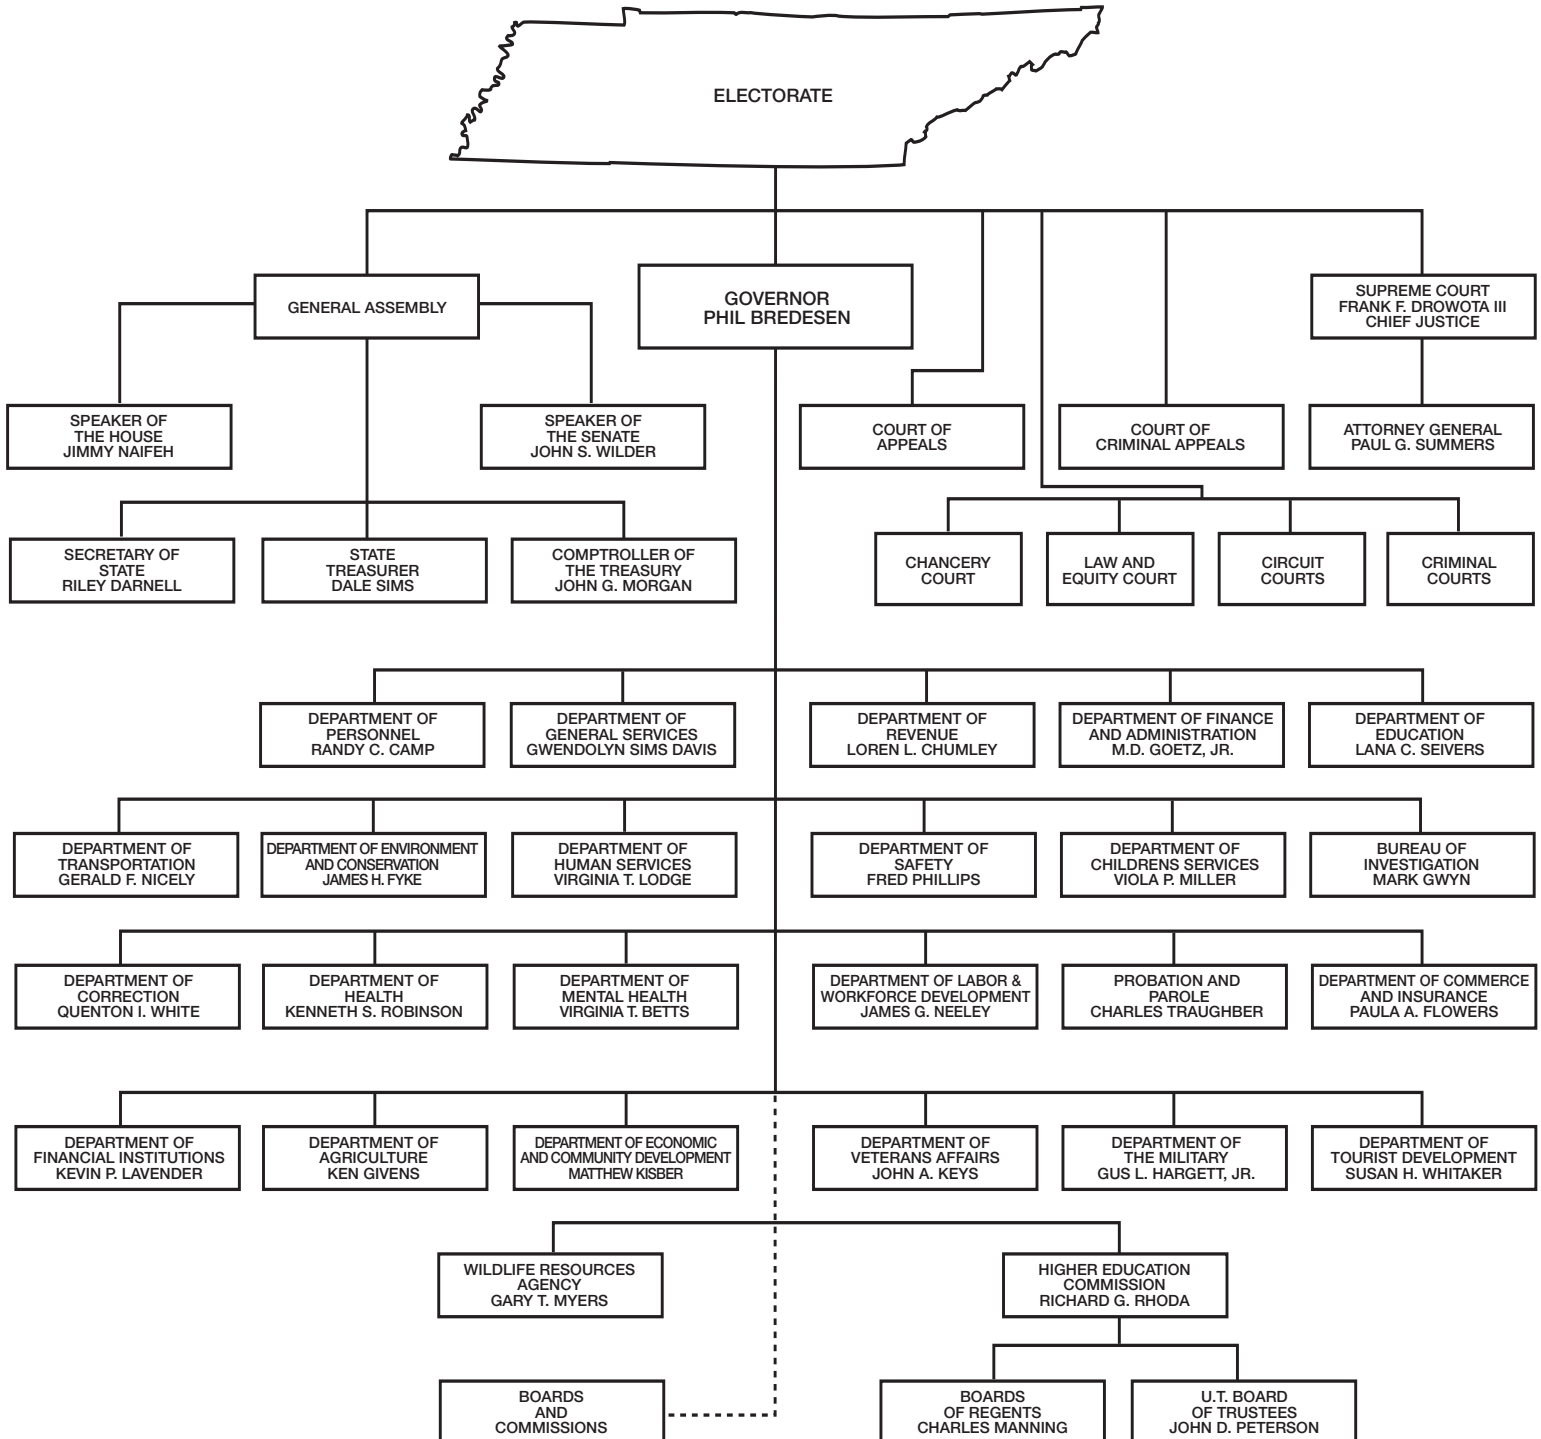 ELECTORATE
GENERAL ASSEMBLY
GOVERNOR
PHIL BREDESEN
SUPREME COURT
FRANK F. DROWOTA III
CHIEF JUSTICE
SPEAKER OF
THE HOUSE
JIMMY NAIFEH
SPEAKER OF
THE SENATE
JOHN S. WILDER
COURT OF
APPEALS
COURT OF
CRIMINAL APPEALS
ATTORNEY GENERAL
PAUL G. SUMMERS
SECRETARY OF
STATE
RILEY DARNELL
STATE
TREASURER
DALE SIMS
COMPTROLLER OF
THE TREASURY
JOHN G. MORGAN
CHANCERY
COURT
LAW AND
EQUITY COURT
CIRCUIT
COURTS
CRIMINAL
COURTS
DEPARTMENT OF
PERSONNEL
RANDY C. CAMP
DEPARTMENT OF
GENERAL SERVICES
GWENDOLYN SIMS DAVIS
DEPARTMENT OF
REVENUE
LOREN L. CHUMLEY
DEPARTMENT OF FINANCE
AND ADMINISTRATION
M.D. GOETZ, JR.
DEPARTMENT OF
EDUCATION
LANA C. SEIVERS
DEPARTMENT OF
TRANSPORTATION
GERALD F. NICELY
DEPARTMENT OF ENVIRONMENT
AND CONSERVATION
JAMES H. FYKE
DEPARTMENT OF
HUMAN SERVICES
VIRGINIA T. LODGE
DEPARTMENT OF
SAFETY
FRED PHILLIPS
DEPARTMENT OF
CHILDRENS SERVICES
VIOLA P. MILLER
BUREAU OF
INVESTIGATION
MARK GWYN
DEPARTMENT OF
CORRECTION
QUENTON I. WHITE
DEPARTMENT OF
HEALTH
KENNETH S. ROBINSON
DEPARTMENT OF
MENTAL HEALTH
VIRGINIA T. BETTS
DEPARTMENT OF LABOR &
WORKFORCE DEVELOPMENT
JAMES G. NEELEY
PROBATION AND
PAROLE
CHARLES TRAUGHBER
DEPARTMENT OF COMMERCE
AND INSURANCE
PAULA A. FLOWERS
DEPARTMENT OF
FINANCIAL INSTITUTIONS
KEVIN P. LAVENDER
DEPARTMENT OF
AGRICULTURE
KEN GIVENS
DEPARTMENT OF ECONOMIC
AND COMMUNITY DEVELOPMENT
MATTHEW KISBER
DEPARTMENT OF
VETERANS AFFAIRS
JOHN A. KEYS
DEPARTMENT OF
THE MILITARY
GUS L. HARGETT, JR.
DEPARTMENT OF
TOURIST DEVELOPMENT
SUSAN H. WHITAKER
WILDLIFE RESOURCES
AGENCY
GARY T. MYERS
HIGHER EDUCATION
COMMISSION
RICHARD G. RHODA
BOARDS
AND
COMMISSIONS
BOARDS
OF REGENTS
CHARLES MANNING
U.T. BOARD
OF TRUSTEES
JOHN D. PETERSON